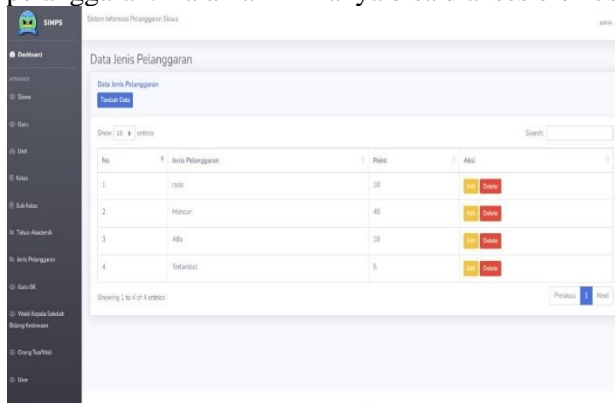 SIMPS
Sistem Informasi Pelanggaran Siswa
admin
Dashboard
Data Jenis Pelanggaran
INTERFACE
Data Jenis Pelanggaran
Tambah Data
Siswa
Guru
Show 10 entries
Search:
Unit
No Jenis Pelanggaran Point Aksi
Kelas
1 rasis 10 Edit Delete
Sub Kelas
2 Mencuri 40 Edit Delete
Tahun Akademik
3 Alfa 10 Edit Delete
Jenis Pelanggaran
4 Terlambat 5 Edit Delete
Guru BK
Showing 1 to 4 of 4 entries
Previous 1 Next
Wakil Kepala Sekolah
Bidang Kesiswaan
Orang Tua/Wali
User